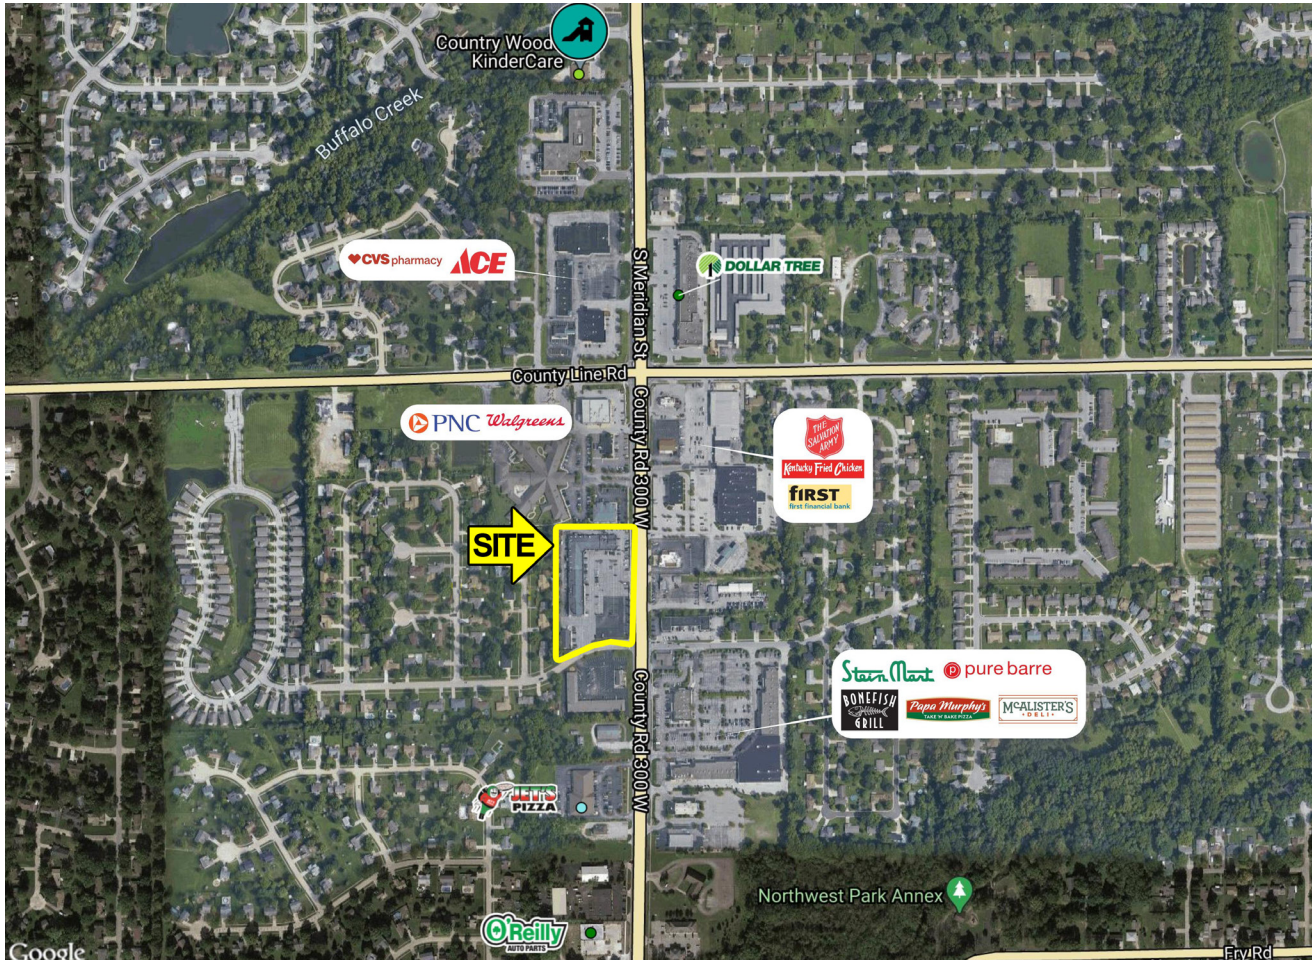 Country Wood
KinderCare
Buffalo Creek
CVS pharmacy
ACE
DOLLAR TREE
S Meridian St
County Line Rd
PNC
Walgreens
County Rd 300 W
THE
SALVATION
ARMY
Kentucky Fried Chicken
fiRST
first financial bank
SITE
Stein Mart
p
pure barre
BONEFISH
GRILL
Papa Murphy's
TAKE 'N' BAKE PIZZA
McALISTER'S
DELI
County Rd 300 W
JET'S
PIZZA
Northwest Park Annex
O'Reilly
AUTO PARTS
Google
Fry Rd